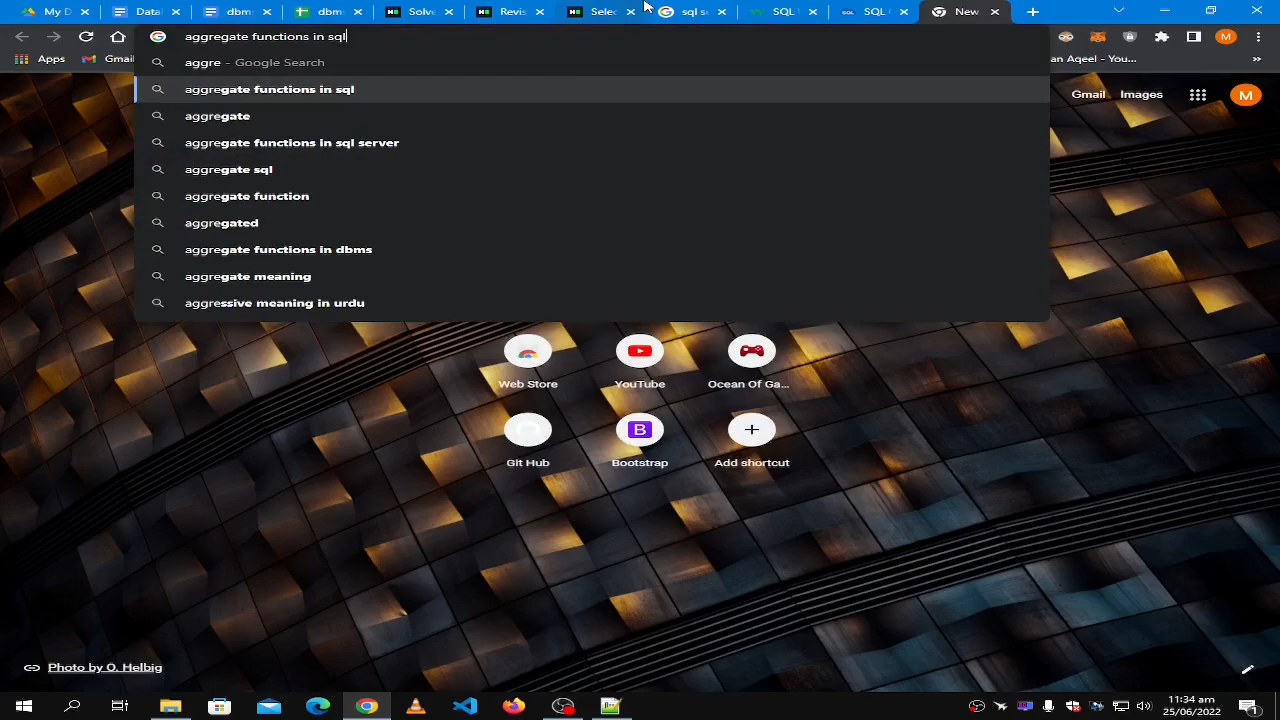 My D
Datal
dbm
dbm
Solve
Revis
Selec
sql s
SQL
SQL
New
aggregate functions in sql
Apps
Gmai
an Aqeel - You...
»
aggre - Google Search
aggregate functions in sql
aggregate
aggregate functions in sql server
aggregate sql
aggregate function
aggregated
aggregate functions in dbms
aggregate meaning
aggressive meaning in urdu
Gmail
Images
M
Web Store
YouTube
Ocean Of Ga...
Git Hub
Bootstrap
Add shortcut
Photo by O. Helbig
11:34 am
25/06/2022